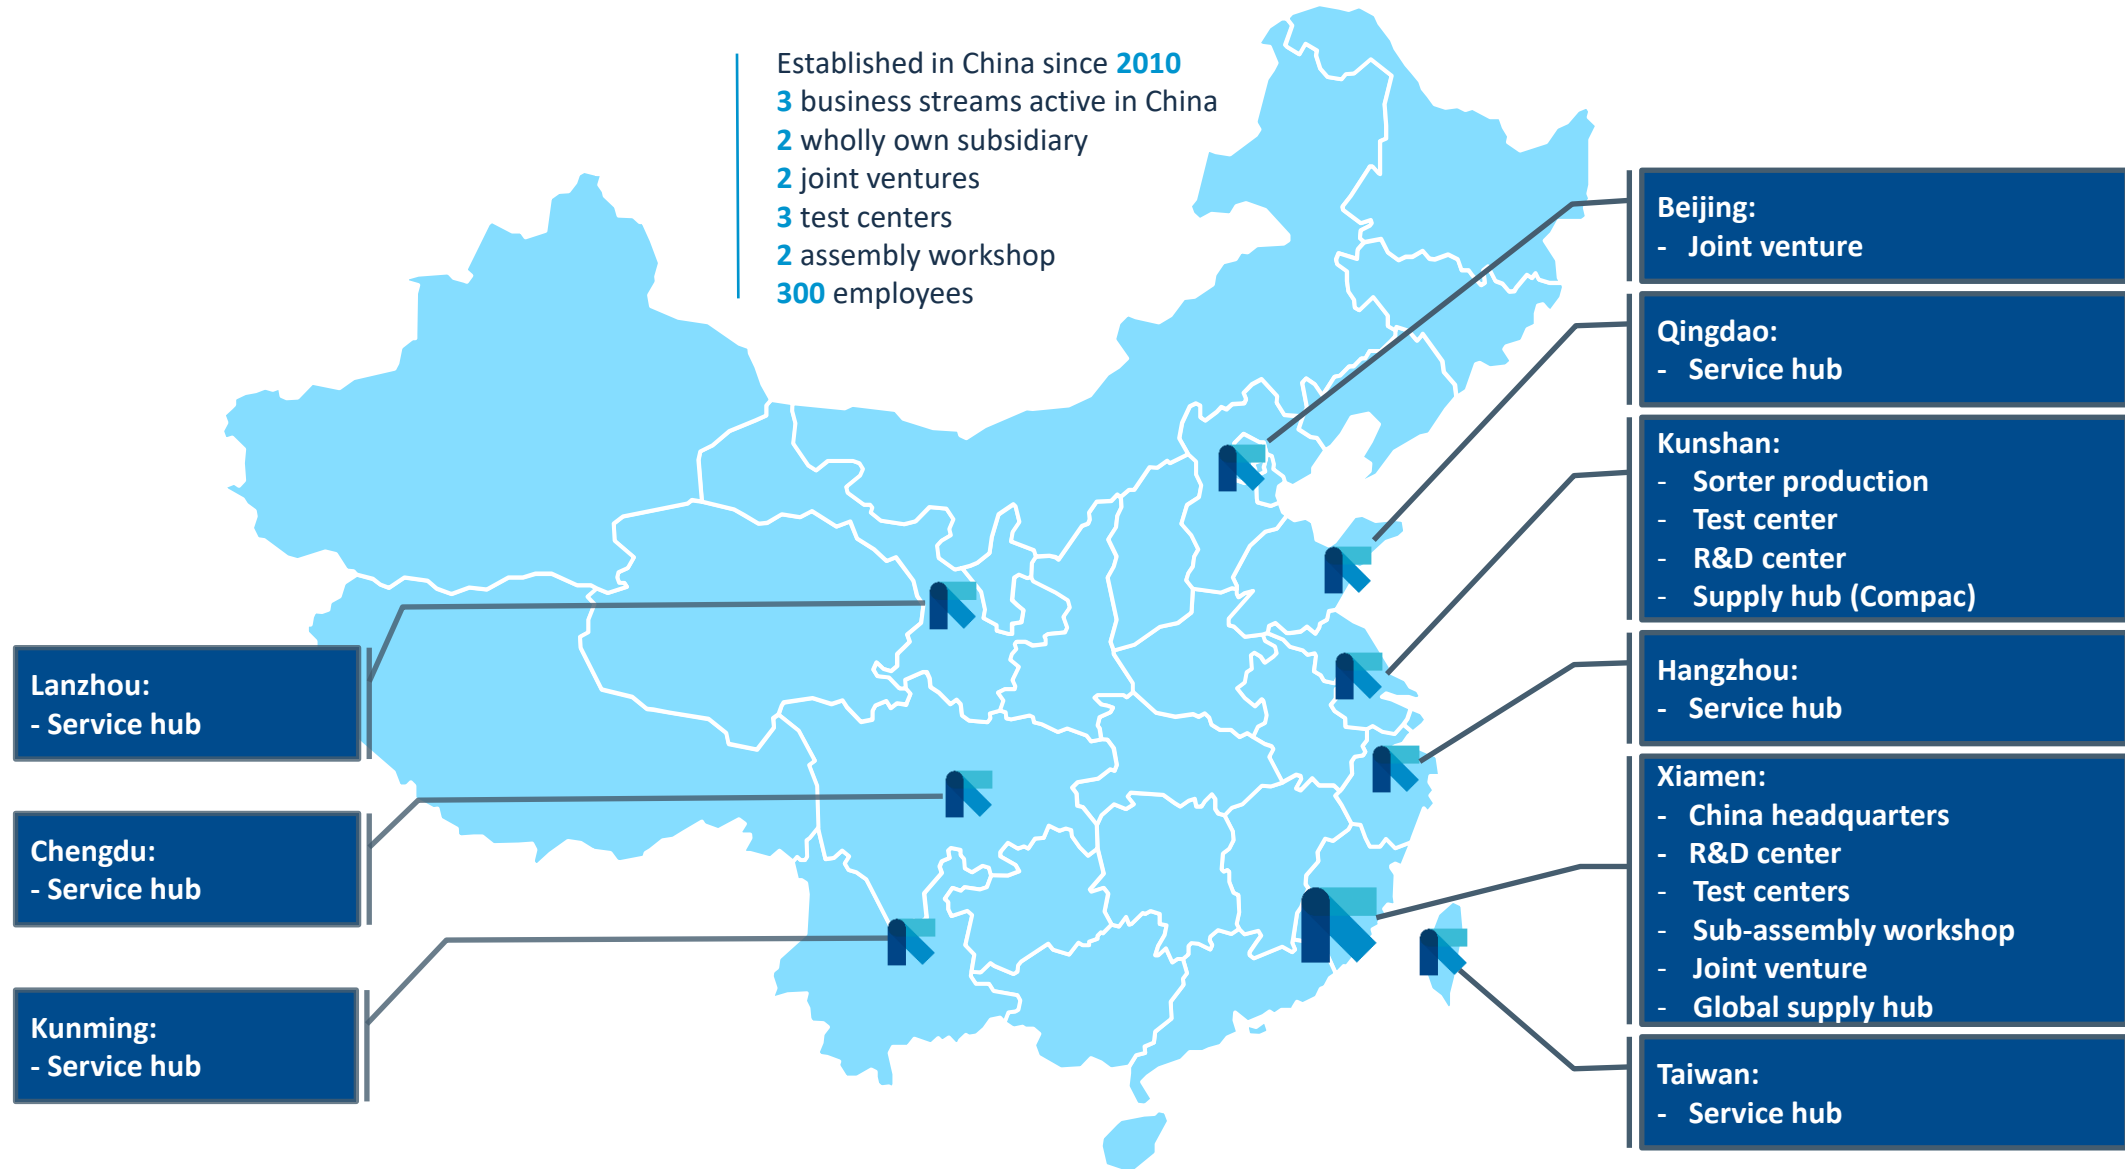 Established in China since 2010
3 business streams active in China
2 wholly own subsidiary
2 joint ventures
3 test centers
2 assembly workshop
300 employees
Beijing:
- Joint venture
Qingdao:
- Service hub
Kunshan:
- Sorter production
- Test center
- R&D center
- Supply hub (Compac)
Hangzhou:
- Service hub
Xiamen:
- China headquarters
- R&D center
- Test centers
- Sub-assembly workshop
- Joint venture
- Global supply hub
Taiwan:
- Service hub
Lanzhou:
- Service hub
Chengdu:
- Service hub
Kunming:
- Service hub